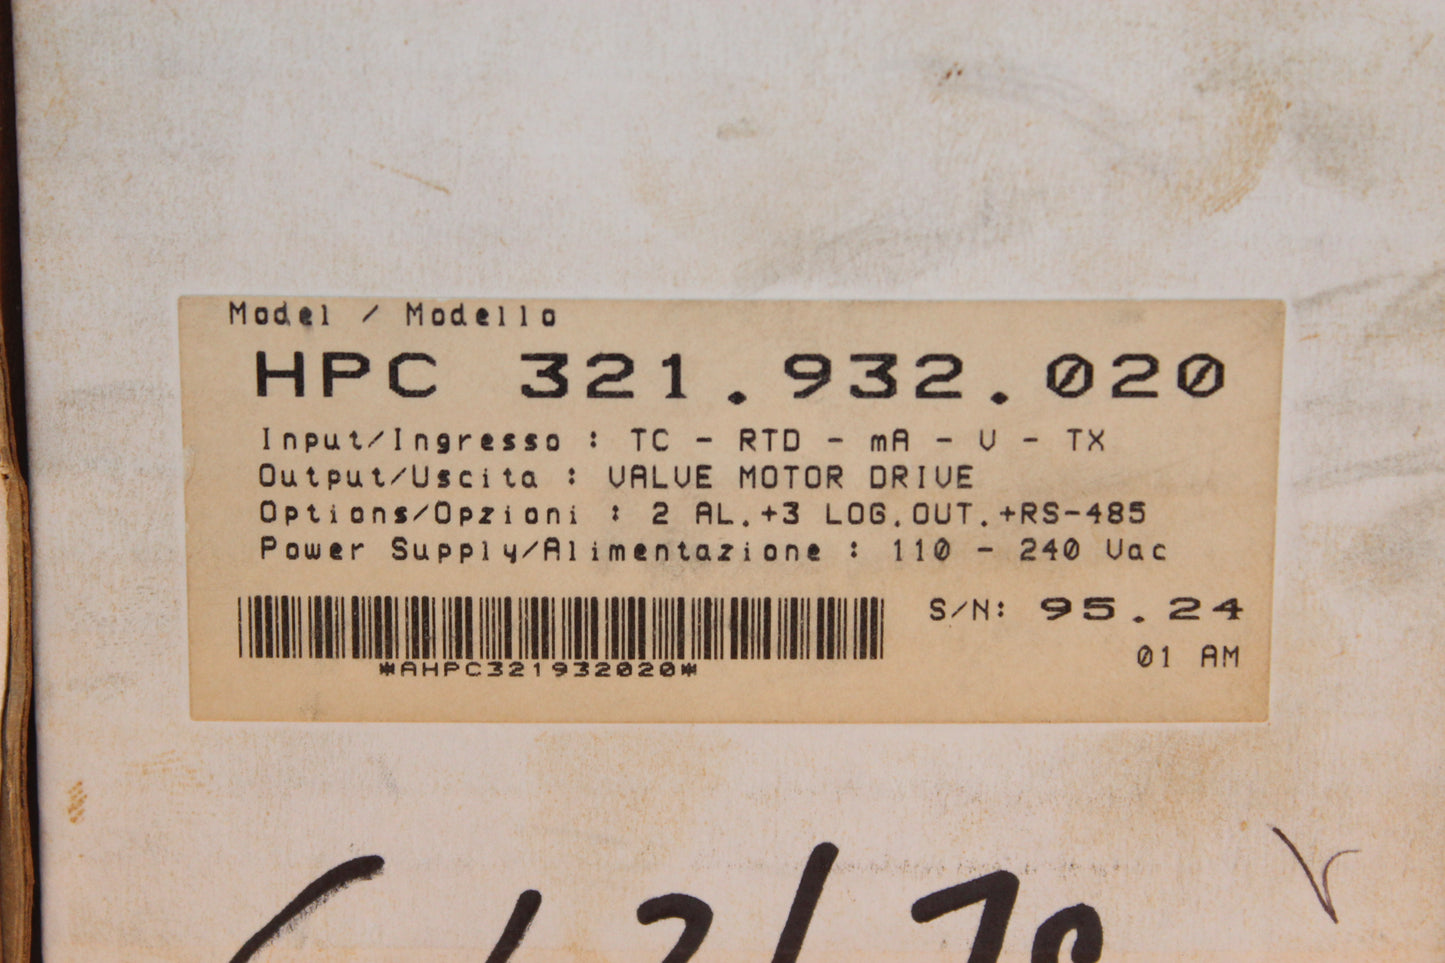 Model / Modello
HPC 321.932.020
Input/Ingresso : TC - RTD - mA - V - TX
Output/Uscita : VALVE MOTOR DRIVE
Options/Opzioni : 2 AL.+3 LOG.OUT.+RS-485
Power Supply/Alimentazione : 110 - 240 Vac
S/N: 95.24
01 AM
*AHPC321932020*